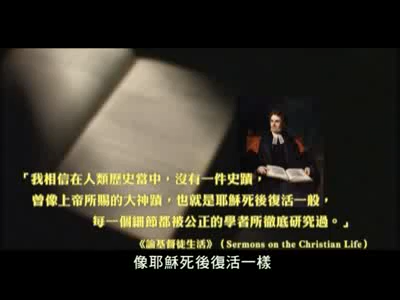 「我相信在人類歷史當中，沒有一件史蹟，
曾像上帝所賜的大神蹟，也就是耶穌死後復活一般，
每一個細節都被公正的學者所徹底研究過。」
《論基督徒生活》（Sermons on the Christian Life）
像耶穌死後復活一樣